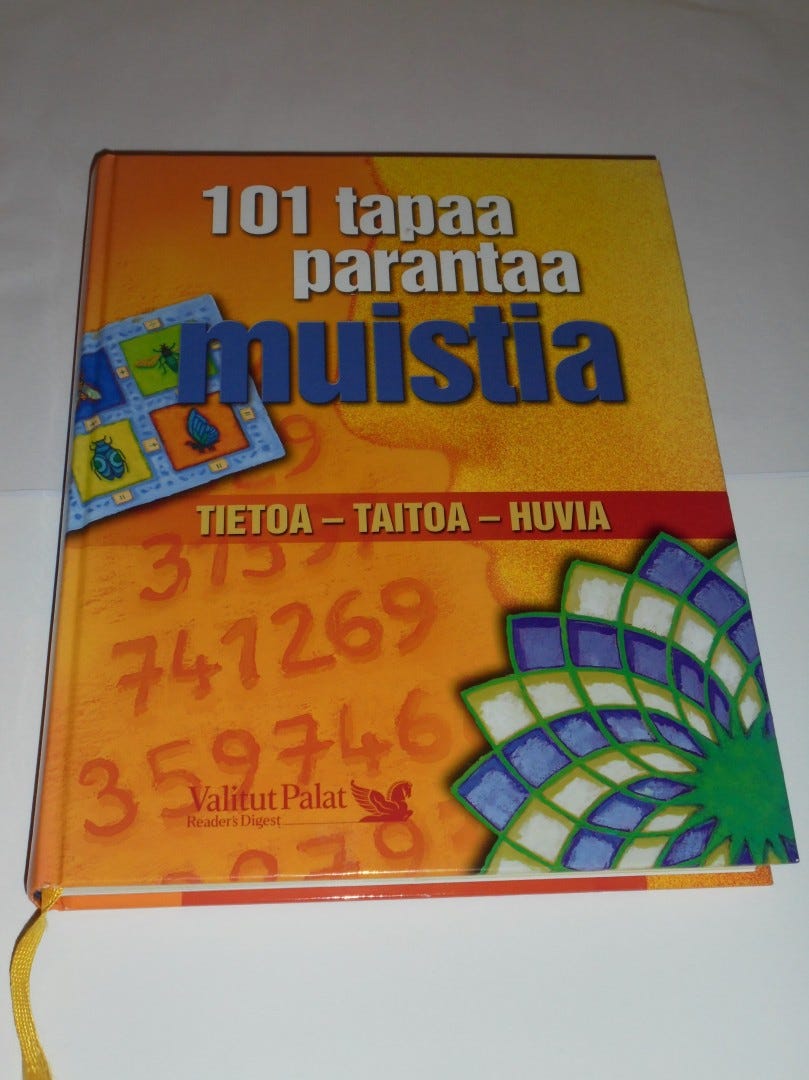 101 tapaa
parantaa
muistia
TIETOA – TAITOA – HUVIA
741269
359746
Valitut Palat
Reader's Digest